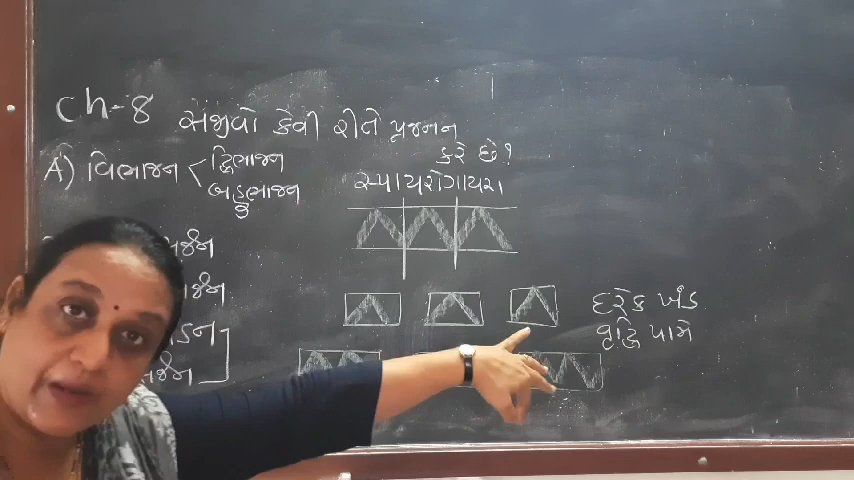 Ch-8 સજીવો કેવી રીતે પ્રજનન
કરે છે?
A) વિભાજન < દ્વિભાજન
બહુભાજન
સ્પાયરોગાયરા
દરેક ખંડ
વૃદ્ધિ પામે